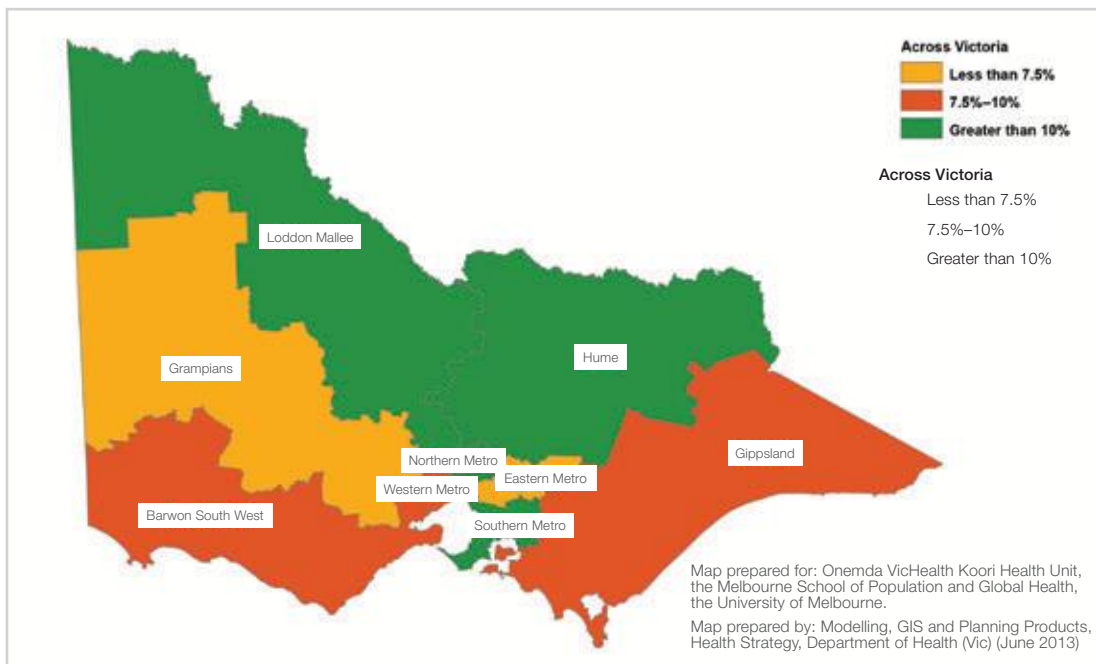 Across Victoria
Less than 7.5%
7.5%–10%
Greater than 10%
Across Victoria
Less than 7.5%
7.5%–10%
Greater than 10%
Loddon Mallee
Hume
Grampians
Gippsland
Northern Metro
Eastern Metro
Western Metro
Barwon South West
Southern Metro
Map prepared for: Onemda VicHealth Koori Health Unit,
the Melbourne School of Population and Global Health,
the University of Melbourne.
Map prepared by: Modelling, GIS and Planning Products,
Health Strategy, Department of Health (Vic) (June 2013)